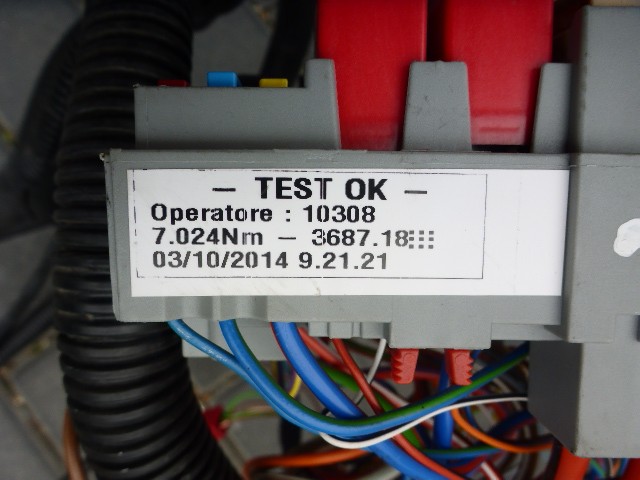 - TEST OK -
Operatore : 10308
7.024Nm - 3687.18
03/10/2014 9.21.21